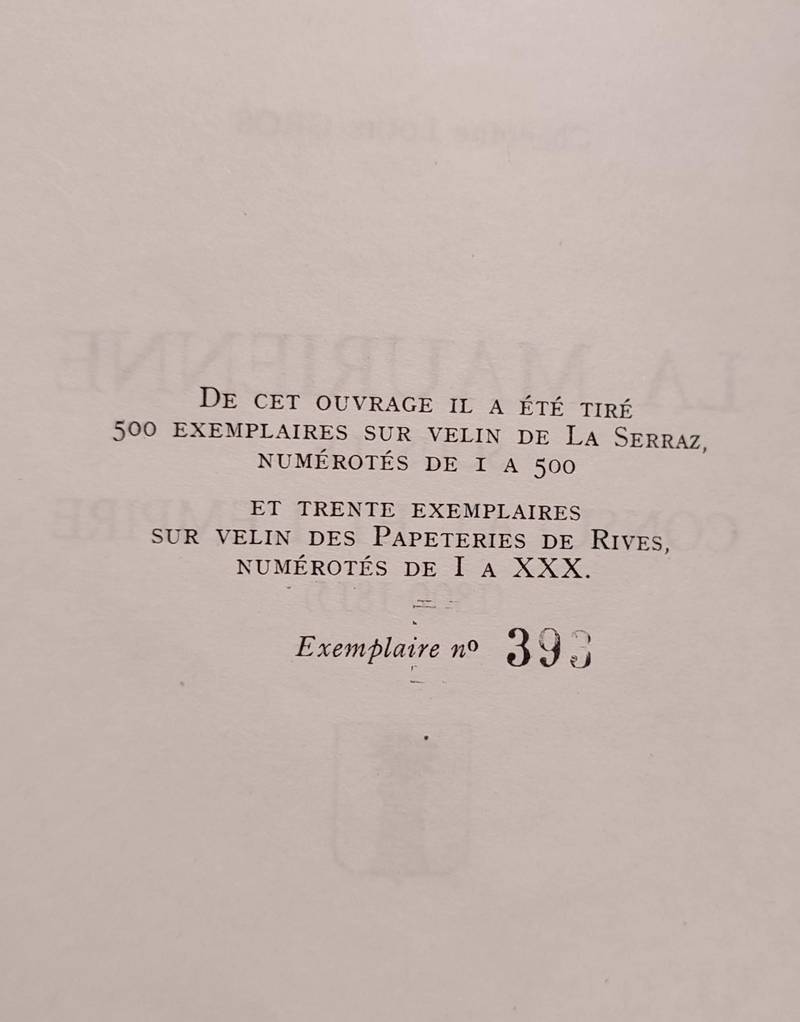 De cet ouvrage il a été tiré
500 exemplaires sur velin de La Serraz,
numérotés de 1 a 500
et trente exemplaires
sur velin des Papeteries de Rives,
numérotés de I a XXX.
Exemplaire nº 393